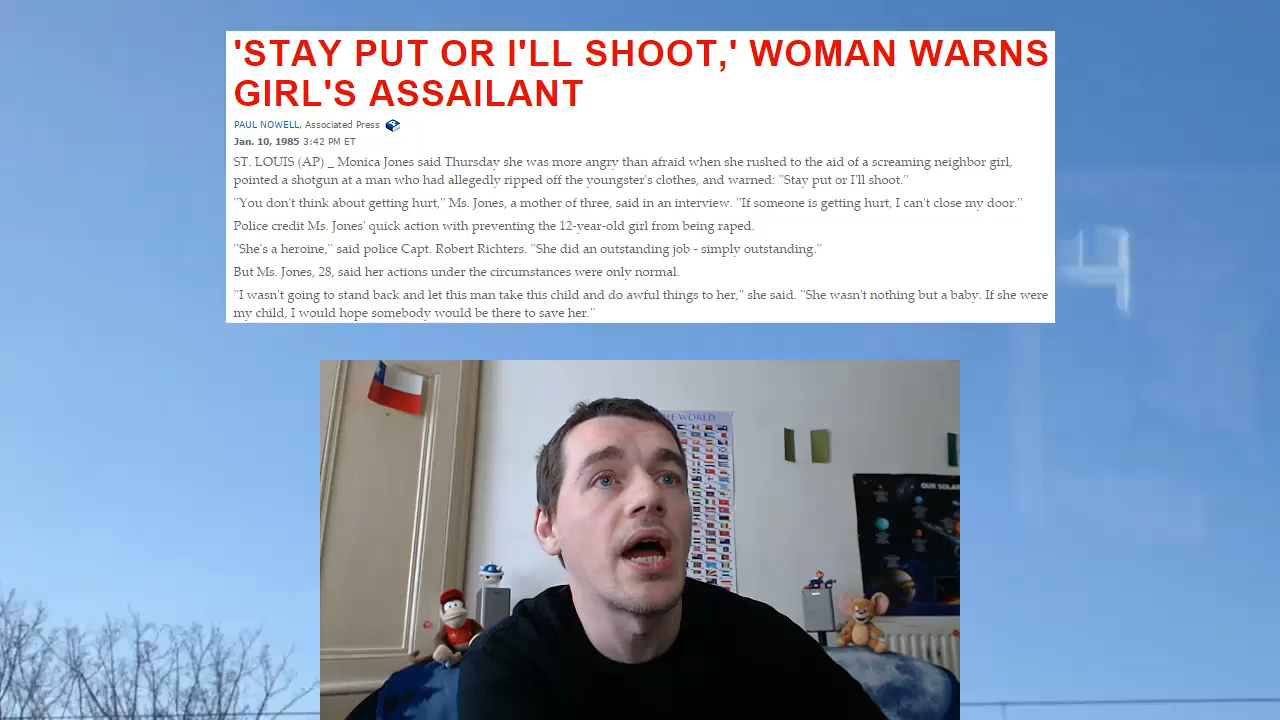 'STAY PUT OR I'LL SHOOT,' WOMAN WARNS
GIRL'S ASSAILANT
PAUL NOWELL, Associated Press
Jan. 10, 1985 3:42 PM ET
ST. LOUIS (AP) _ Monica Jones said Thursday she was more angry than afraid when she rushed to the aid of a screaming neighbor girl,
pointed a shotgun at a man who had allegedly ripped off the youngster's clothes, and warned: "Stay put or I'll shoot."
"You don't think about getting hurt," Ms. Jones, a mother of three, said in an interview. "If someone is getting hurt, I can't close my door."
Police credit Ms. Jones' quick action with preventing the 12-year-old girl from being raped.
"She's a heroine," said police Capt. Robert Richters. "She did an outstanding job - simply outstanding."
But Ms. Jones, 28, said her actions under the circumstances were only normal.
"I wasn't going to stand back and let this man take this child and do awful things to her," she said. "She wasn't nothing but a baby. If she were
my child, I would hope somebody would be there to save her."
WORLD
OUR SOLA